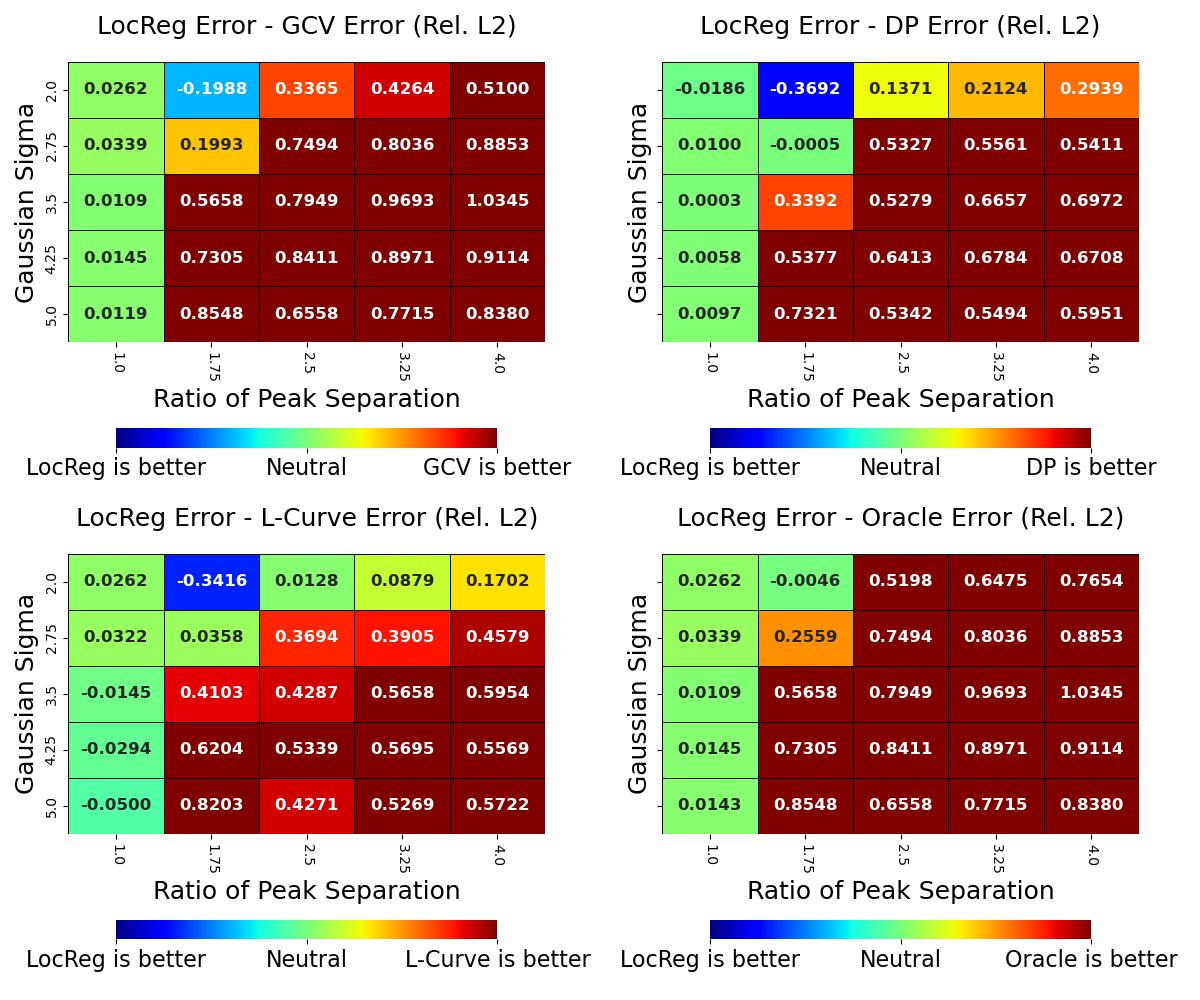 LocReg Error - GCV Error (Rel. L2)
Gaussian Sigma
2.0 0.0262 -0.1988 0.3365 0.4264 0.5100
2.75 0.0339 0.1993 0.7494 0.8036 0.8853
3.5 0.0109 0.5658 0.7949 0.9693 1.0345
4.25 0.0145 0.7305 0.8411 0.8971 0.9114
5.0 0.0119 0.8548 0.6558 0.7715 0.8380
1.0 1.75 2.5 3.25 4.0
Ratio of Peak Separation
LocReg is better Neutral GCV is better
LocReg Error - DP Error (Rel. L2)
Gaussian Sigma
-0.0186 -0.3692 0.1371 0.2124 0.2939
0.0100 -0.0005 0.5327 0.5561 0.5411
0.0003 0.3392 0.5279 0.6657 0.6972
0.0058 0.5377 0.6413 0.6784 0.6708
0.0097 0.7321 0.5342 0.5494 0.5951
1.0 1.75 2.5 3.25 4.0
Ratio of Peak Separation
LocReg is better Neutral DP is better
LocReg Error - L-Curve Error (Rel. L2)
Gaussian Sigma
2.0 0.0262 -0.3416 0.0128 0.0879 0.1702
2.75 0.0322 0.0358 0.3694 0.3905 0.4579
3.5 -0.0145 0.4103 0.4287 0.5658 0.5954
4.25 -0.0294 0.6204 0.5339 0.5695 0.5569
5.0 -0.0500 0.8203 0.4271 0.5269 0.5722
1.0 1.75 2.5 3.25 4.0
Ratio of Peak Separation
LocReg is better Neutral L-Curve is better
LocReg Error - Oracle Error (Rel. L2)
Gaussian Sigma
0.0262 -0.0046 0.5198 0.6475 0.7654
0.0339 0.2559 0.7494 0.8036 0.8853
0.0109 0.5658 0.7949 0.9693 1.0345
0.0145 0.7305 0.8411 0.8971 0.9114
0.0143 0.8548 0.6558 0.7715 0.8380
1.0 1.75 2.5 3.25 4.0
Ratio of Peak Separation
LocReg is better Neutral Oracle is better